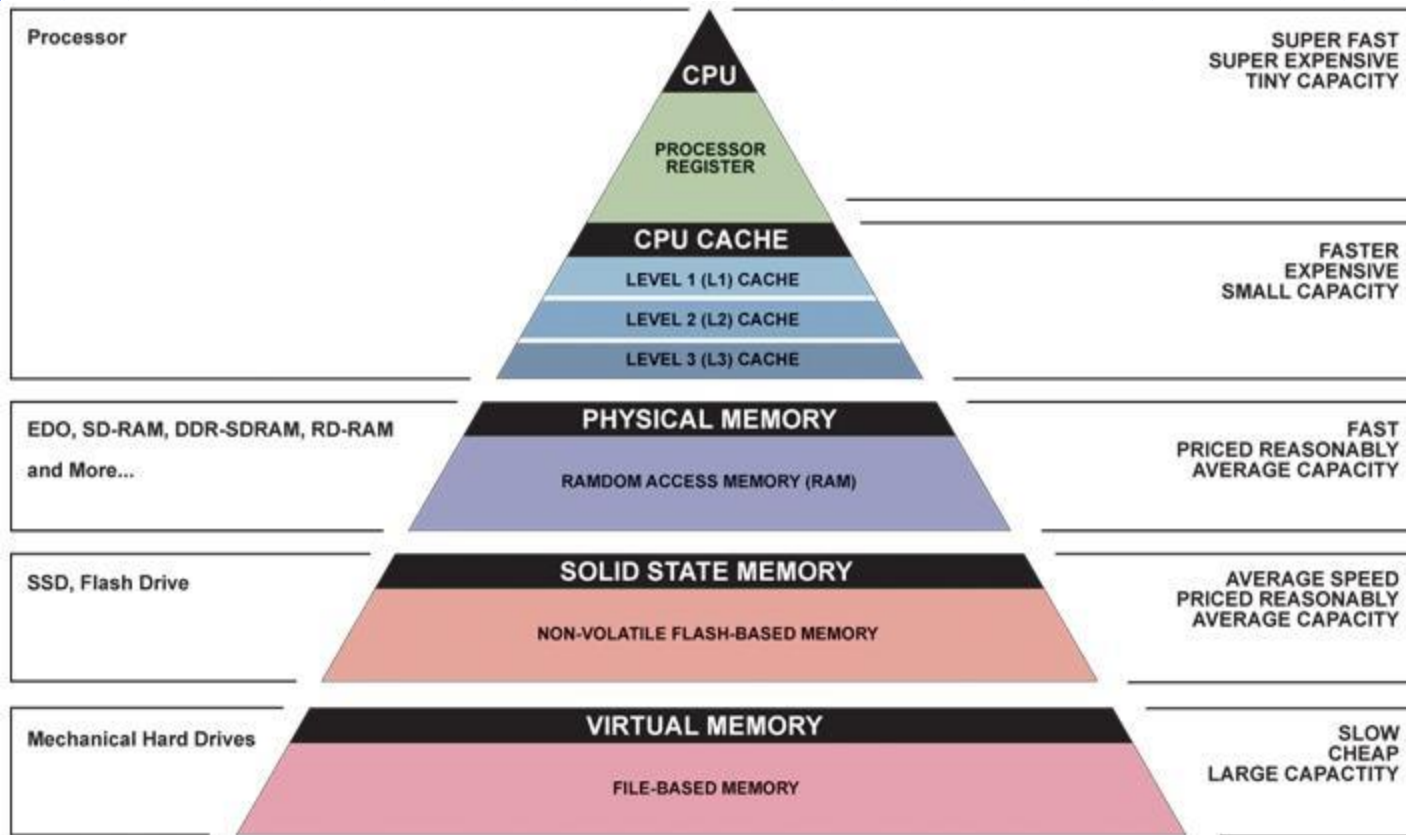 Processor
CPU
SUPER FAST
SUPER EXPENSIVE
TINY CAPACITY
PROCESSOR
REGISTER
CPU CACHE
LEVEL 1 (L1) CACHE
LEVEL 2 (L2) CACHE
LEVEL 3 (L3) CACHE
FASTER
EXPENSIVE
SMALL CAPACITY
EDO, SD-RAM, DDR-SDRAM, RD-RAM
and More...
PHYSICAL MEMORY
RAMDOM ACCESS MEMORY (RAM)
FAST
PRICED REASONABLY
AVERAGE CAPACITY
SSD, Flash Drive
SOLID STATE MEMORY
NON-VOLATILE FLASH-BASED MEMORY
AVERAGE SPEED
PRICED REASONABLY
AVERAGE CAPACITY
Mechanical Hard Drives
VIRTUAL MEMORY
FILE-BASED MEMORY
SLOW
CHEAP
LARGE CAPACTITY